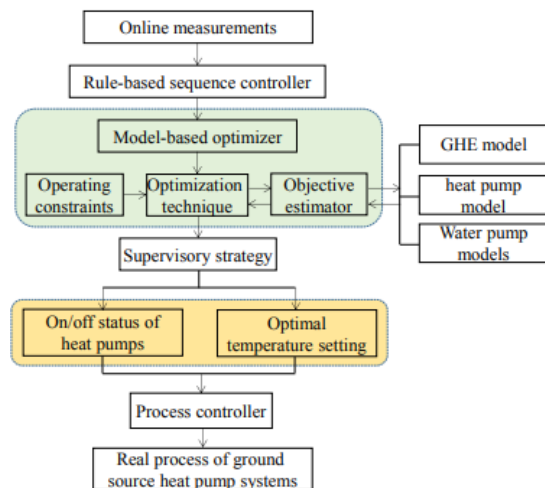 Online measurements
Rule-based sequence controller
Model-based optimizer
Operating
constraints
Optimization
technique
Objective
estimator
GHE model
heat pump
model
Water pump
models
Supervisory strategy
On/off status of
heat pumps
Optimal
temperature setting
Process controller
Real process of ground
source heat pump systems